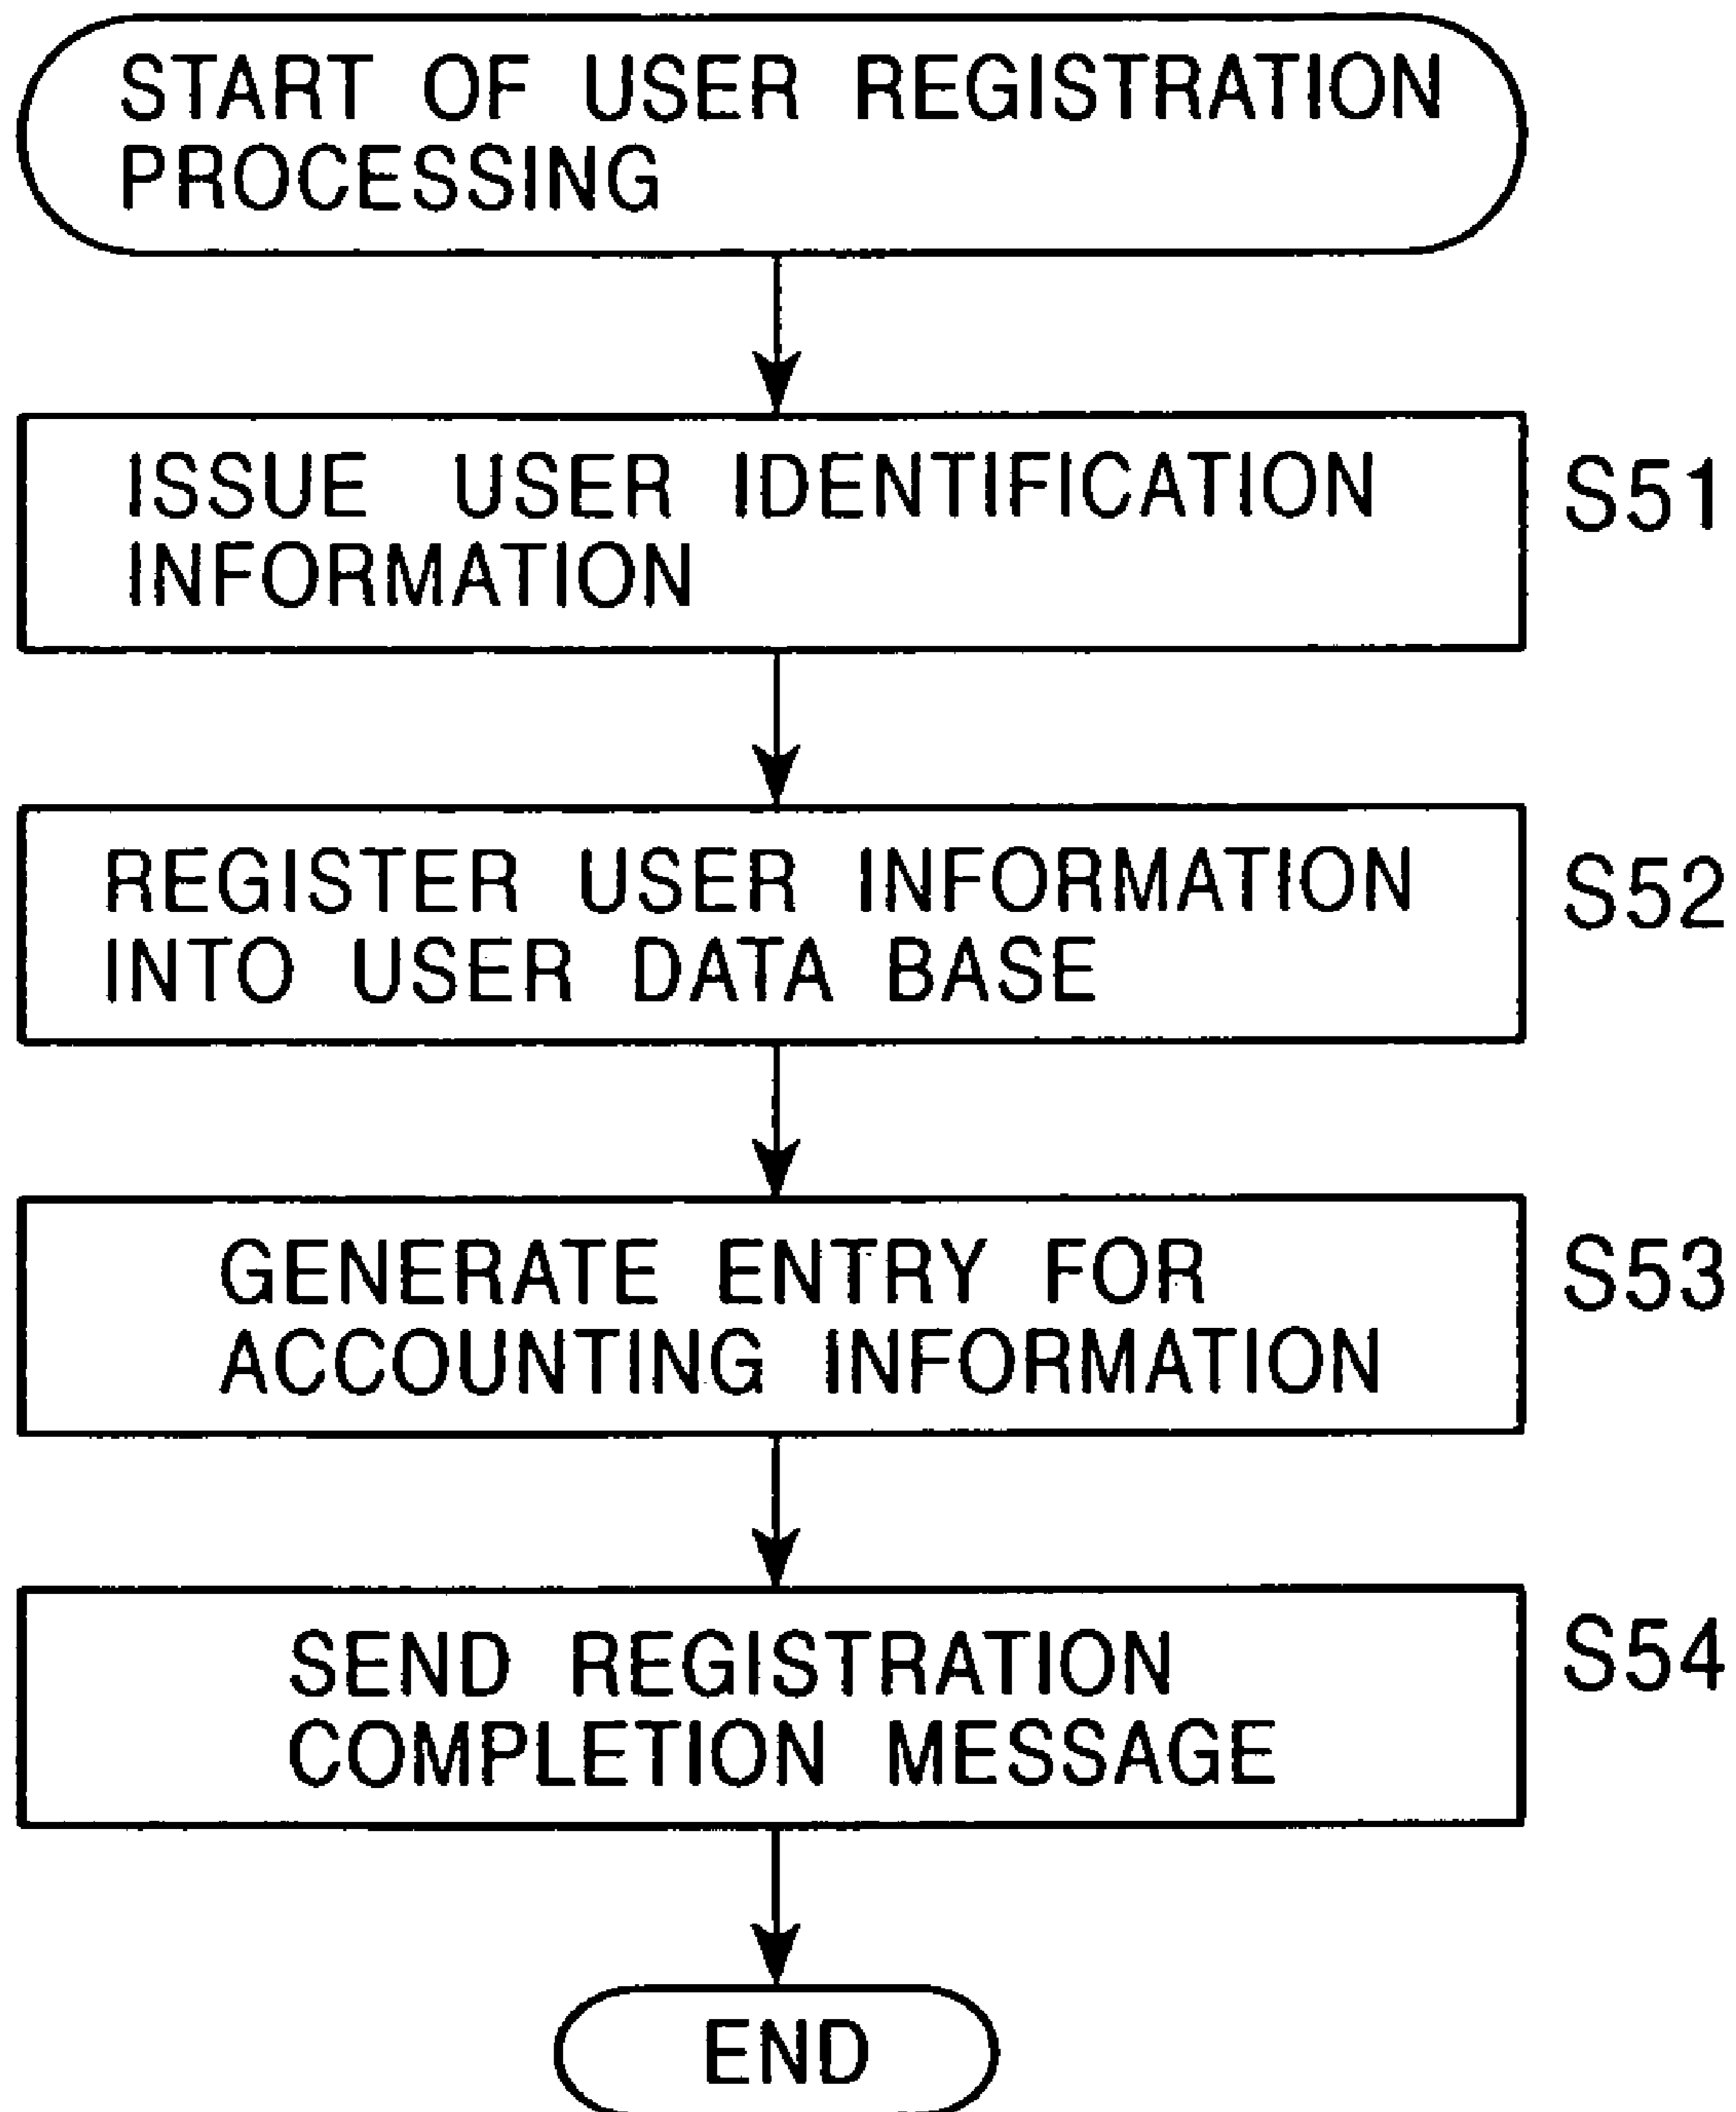 START OF USER REGISTRATION
PROCESSING
ISSUE USER IDENTIFICATION
INFORMATION
S51
REGISTER USER INFORMATION
INTO USER DATA BASE
S52
GENERATE ENTRY FOR
ACCOUNTING INFORMATION
S53
SEND REGISTRATION
COMPLETION MESSAGE
S54
END